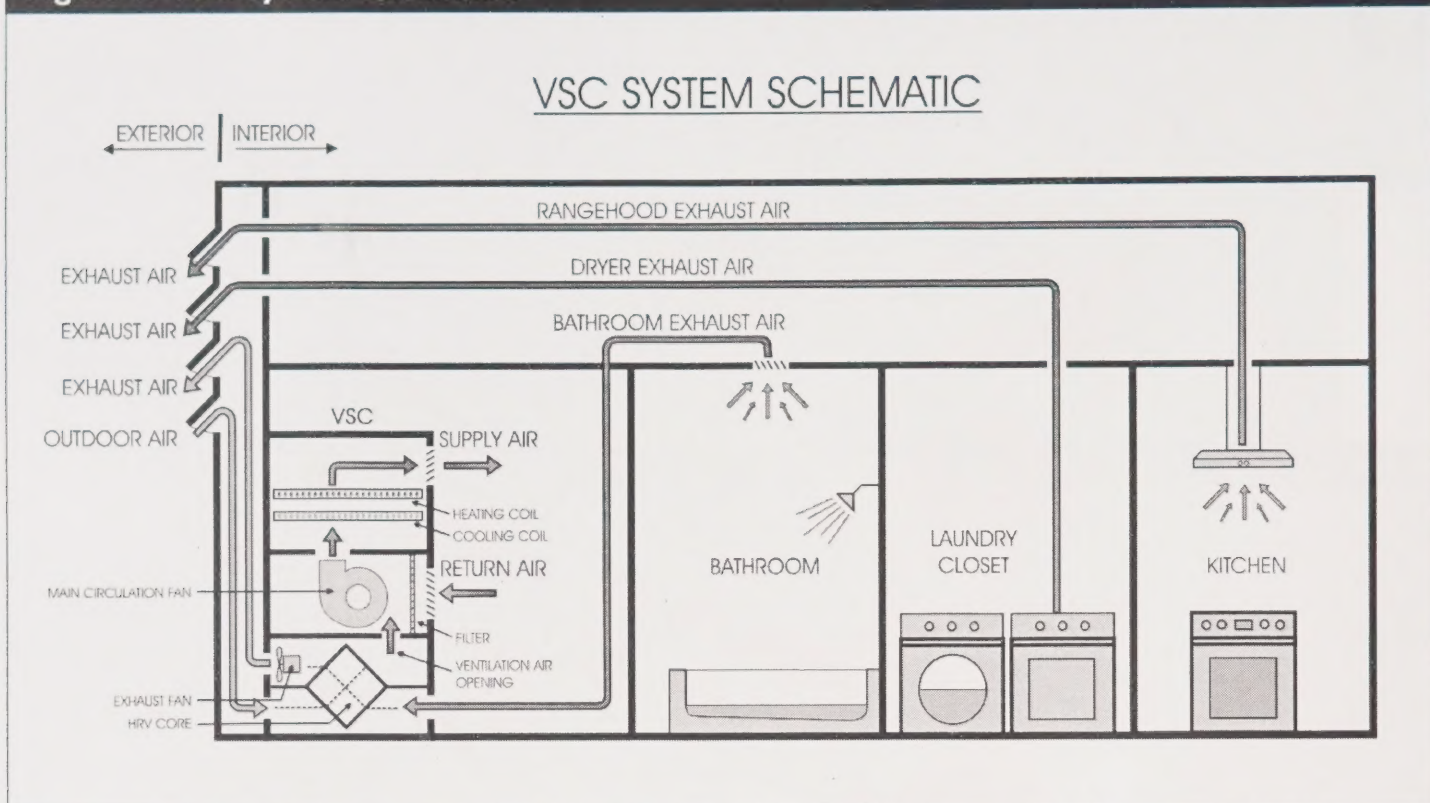 VSC SYSTEM SCHEMATIC
EXTERIOR
INTERIOR
RANGEHOOD EXHAUST AIR
EXHAUST AIR
DRYER EXHAUST AIR
EXHAUST AIR
BATHROOM EXHAUST AIR
EXHAUST AIR
VSC
OUTDOOR AIR
SUPPLY AIR
HEATING COIL
COOLING COIL
MAIN CIRCULATION FAN
RETURN AIR
FILTER
VENTILATION AIR
OPENING
EXHAUST FAN
HRV CORE
BATHROOM
LAUNDRY
CLOSET
KITCHEN